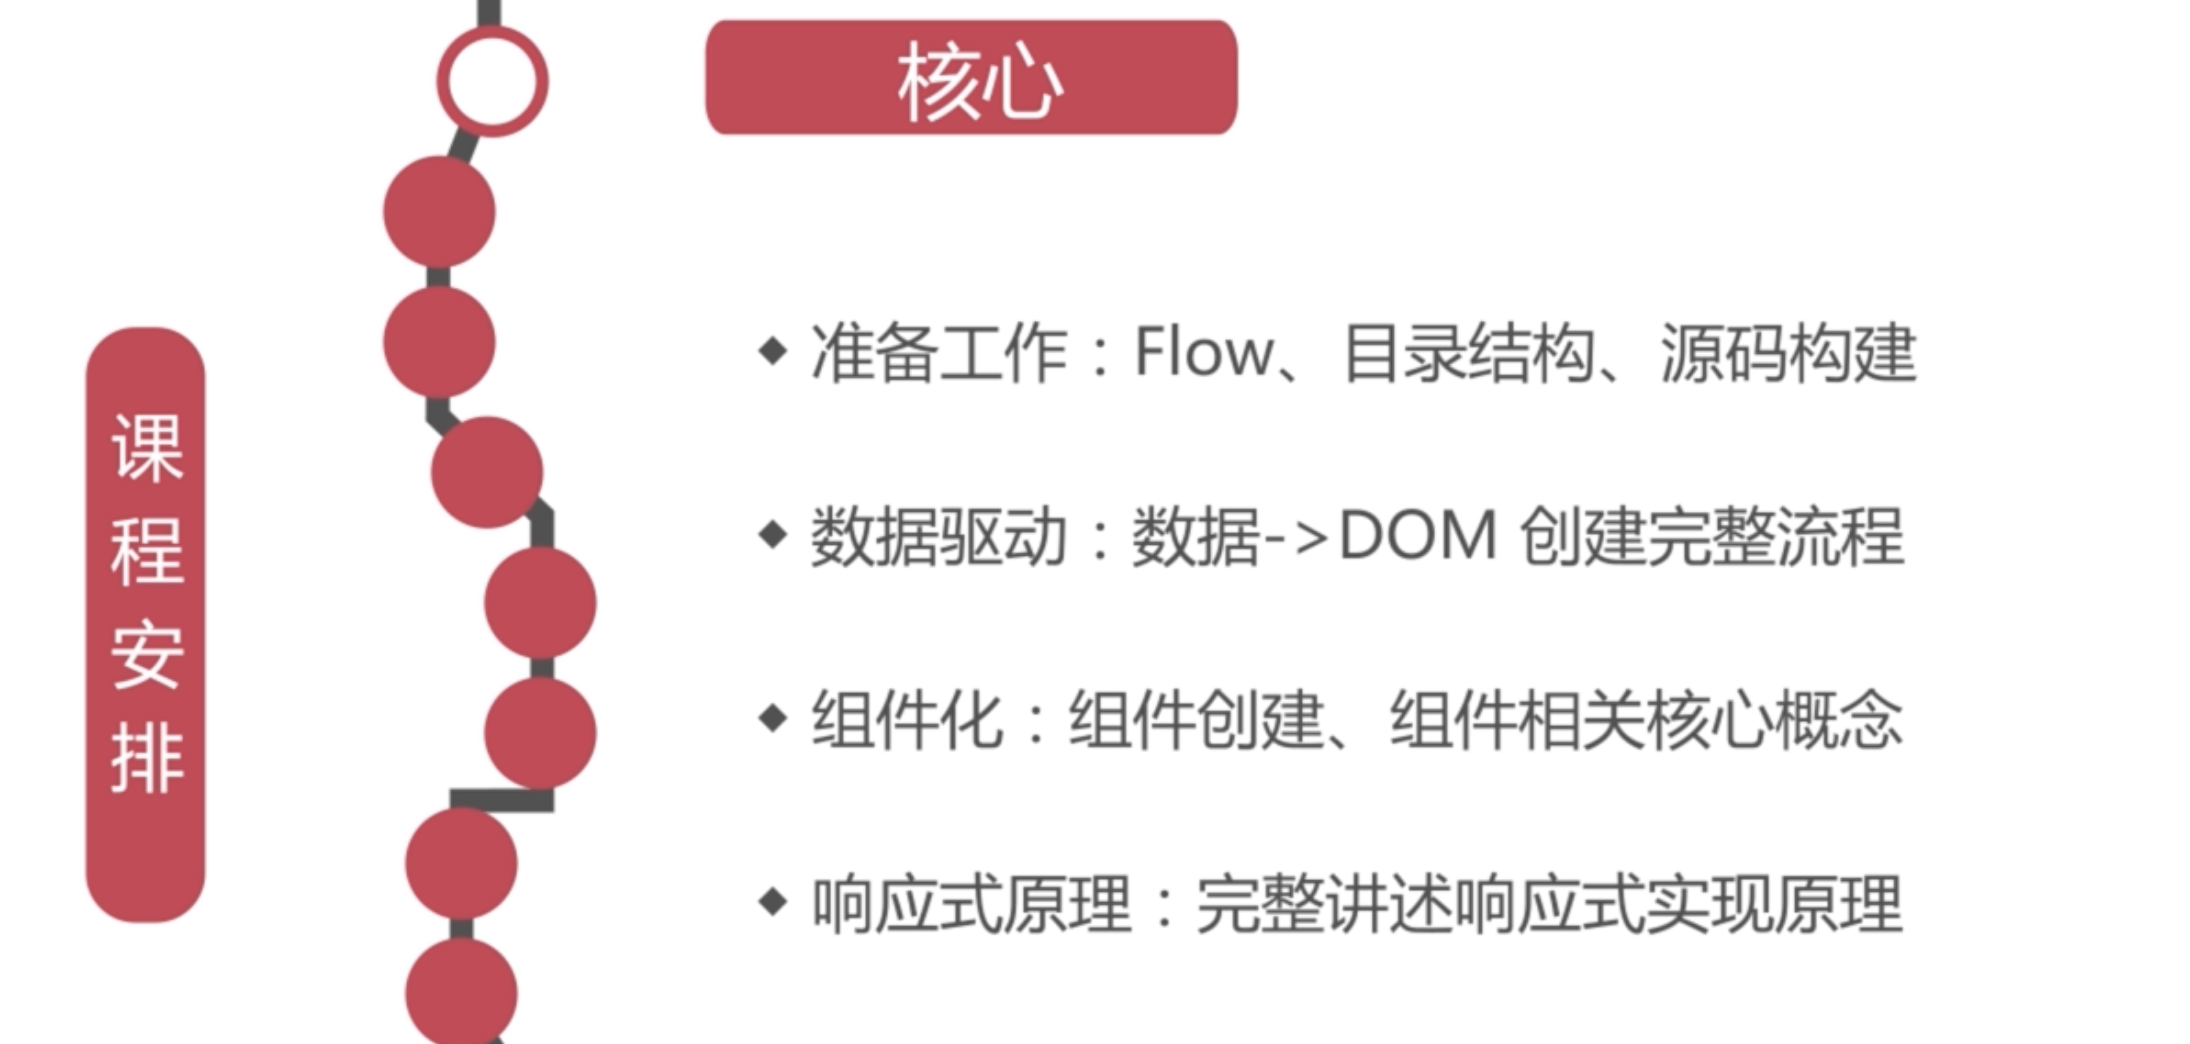 核心
课程安排
准备工作：Flow、目录结构、源码构建
数据驱动：数据->DOM 创建完整流程
组件化：组件创建、组件相关核心概念
响应式原理：完整讲述响应式实现原理